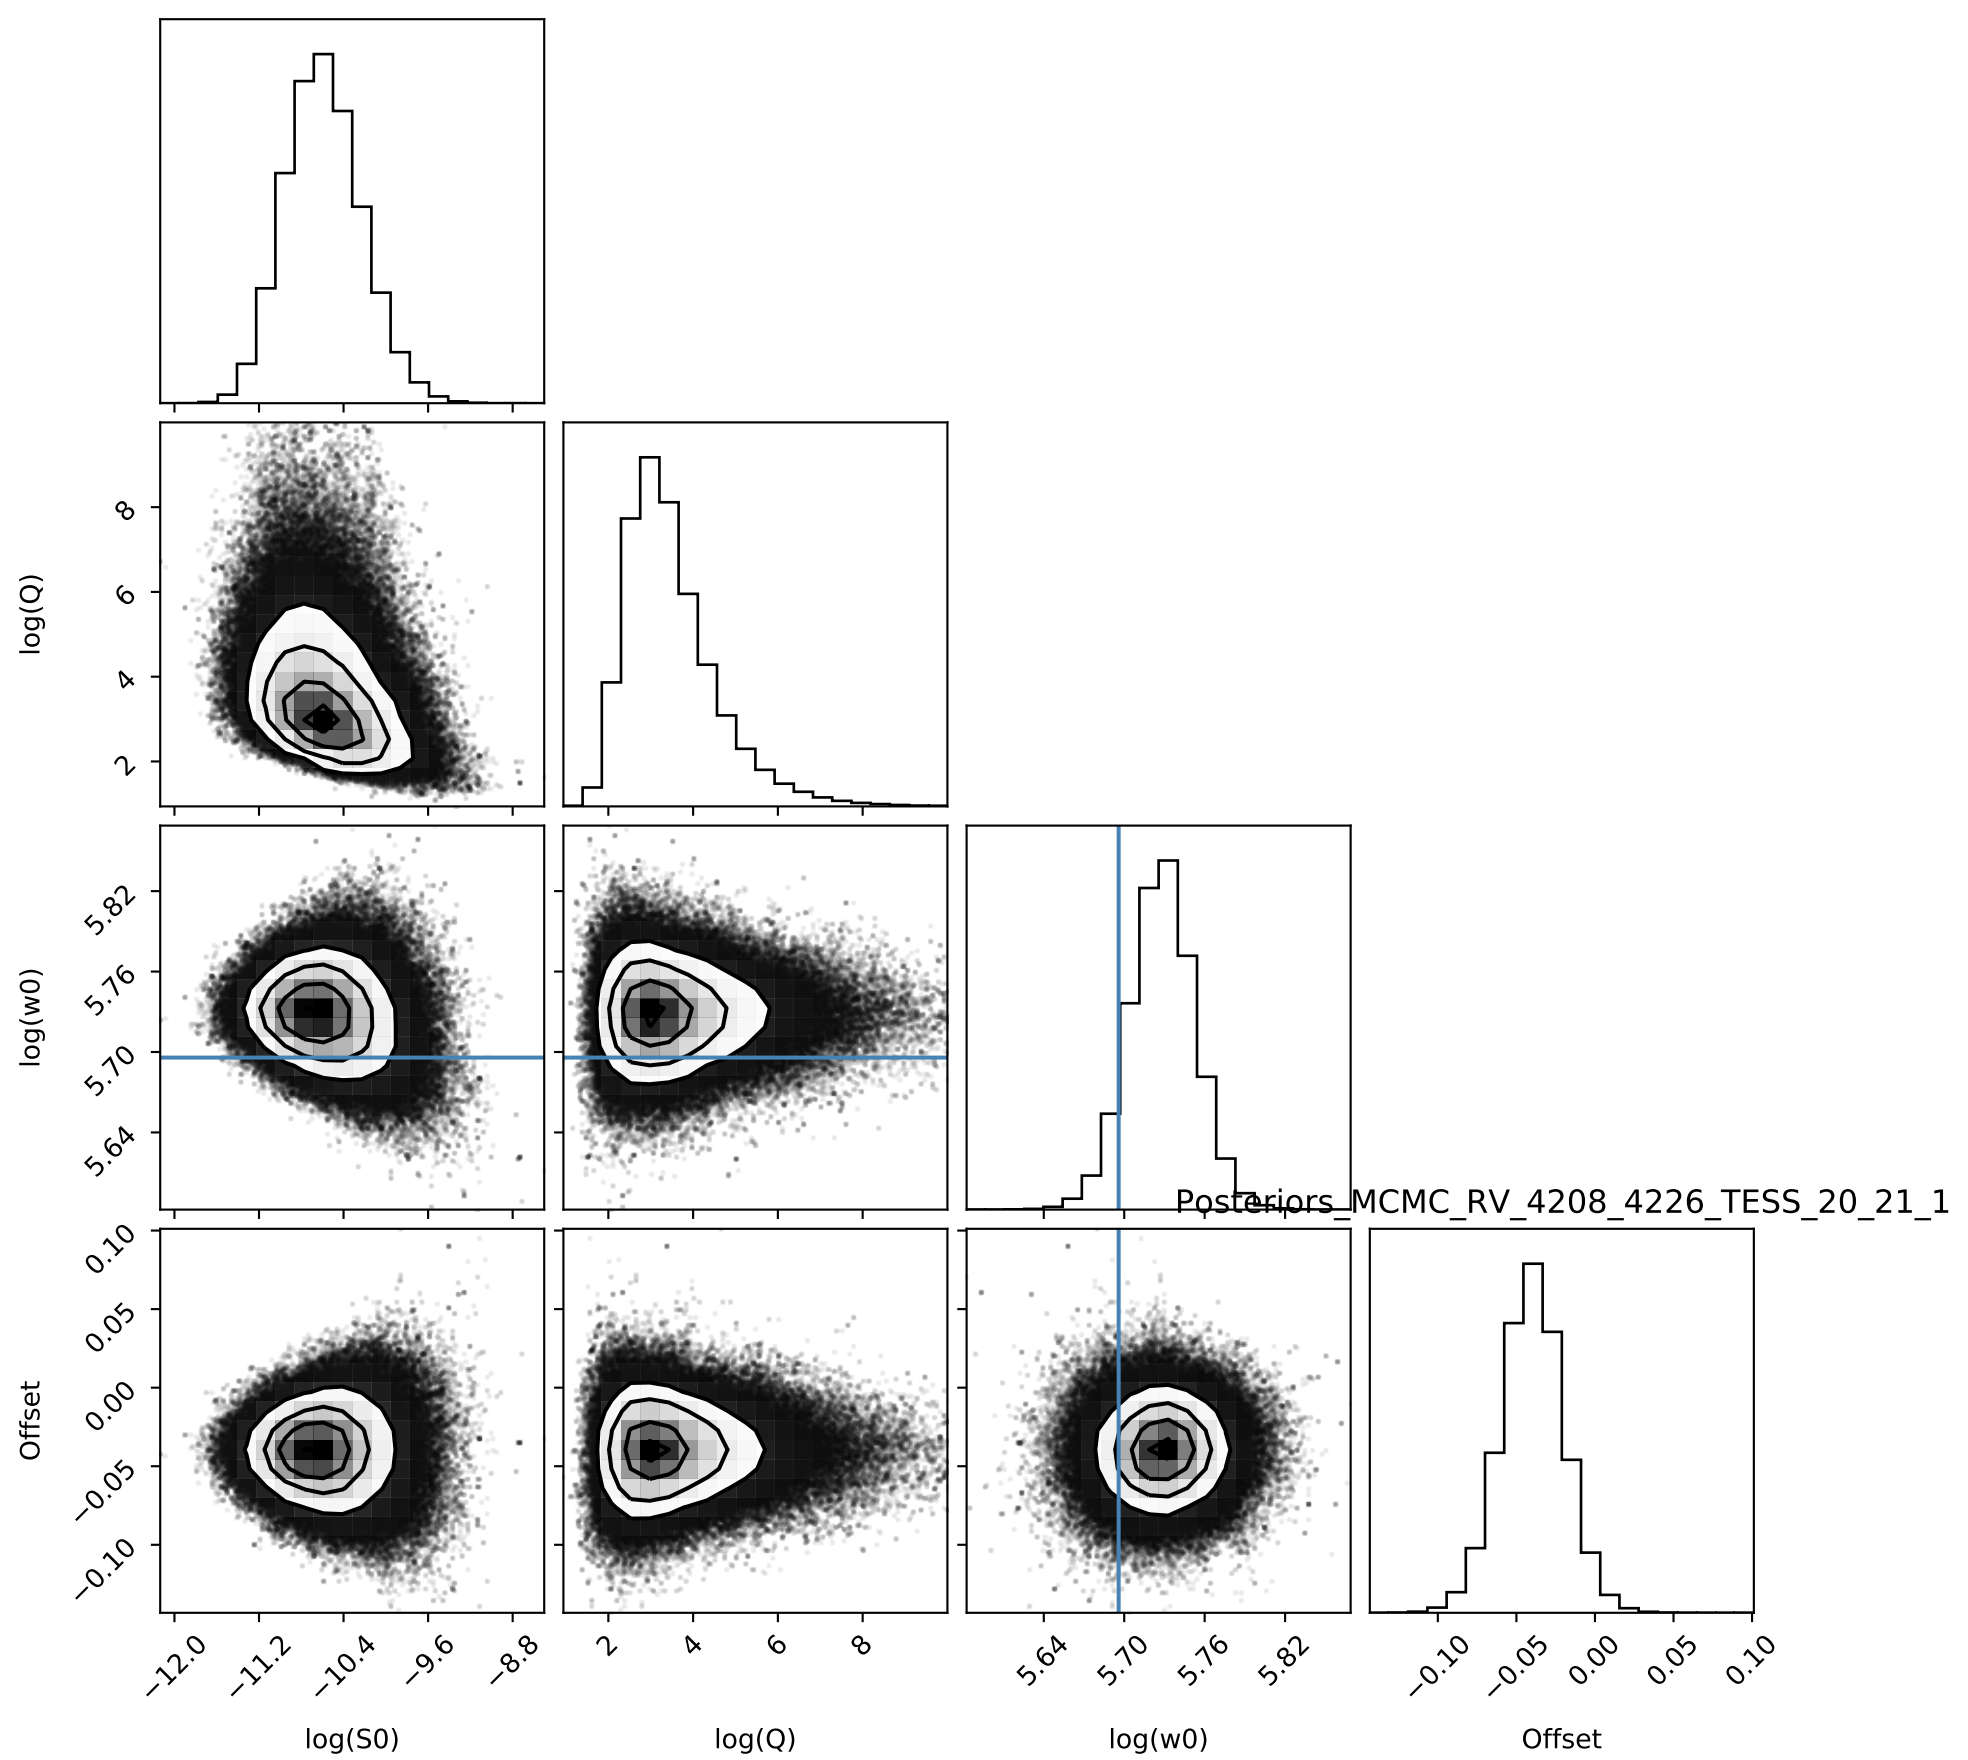 log(Q)
8
6
4
2
log(w0)
5.82
5.76
5.70
5.64
Posteriors_MCMC_RV_4208_4226_TESS_20_21_1
Offset
0.10
0.05
0.00
−0.05
−0.10
−12.0 −11.2 −10.4 −9.6 −8.8
2 4 6 8
5.64 5.70 5.76 5.82
−0.10 −0.05 0.00 0.05 0.10
log(S0)
log(Q)
log(w0)
Offset